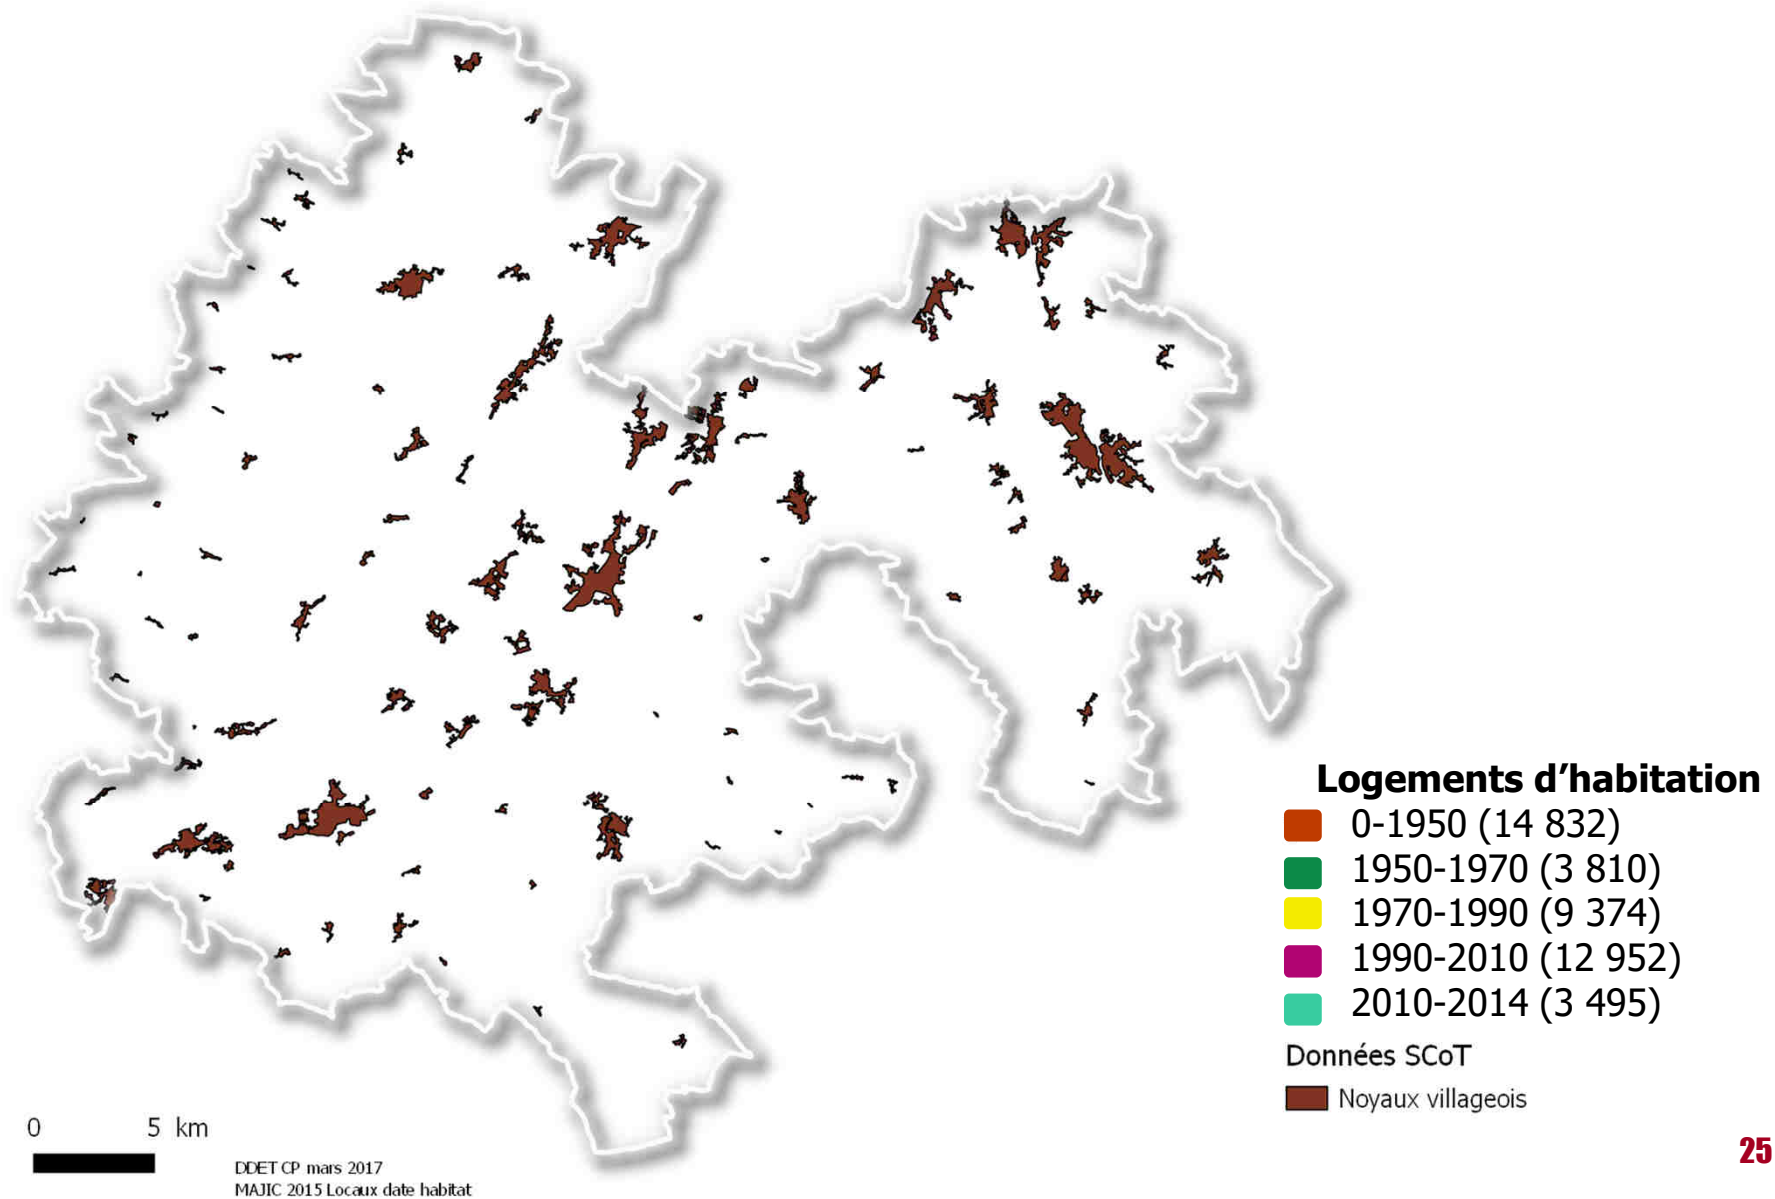 Logements d’habitation
0-1950 (14 832)
1950-1970 (3 810)
1970-1990 (9 374)
1990-2010 (12 952)
2010-2014 (3 495)
Données SCoT
Noyaux villageois
0 5 km
DDET CP mars 2017
MAJIC 2015 Locaux date habitat
25